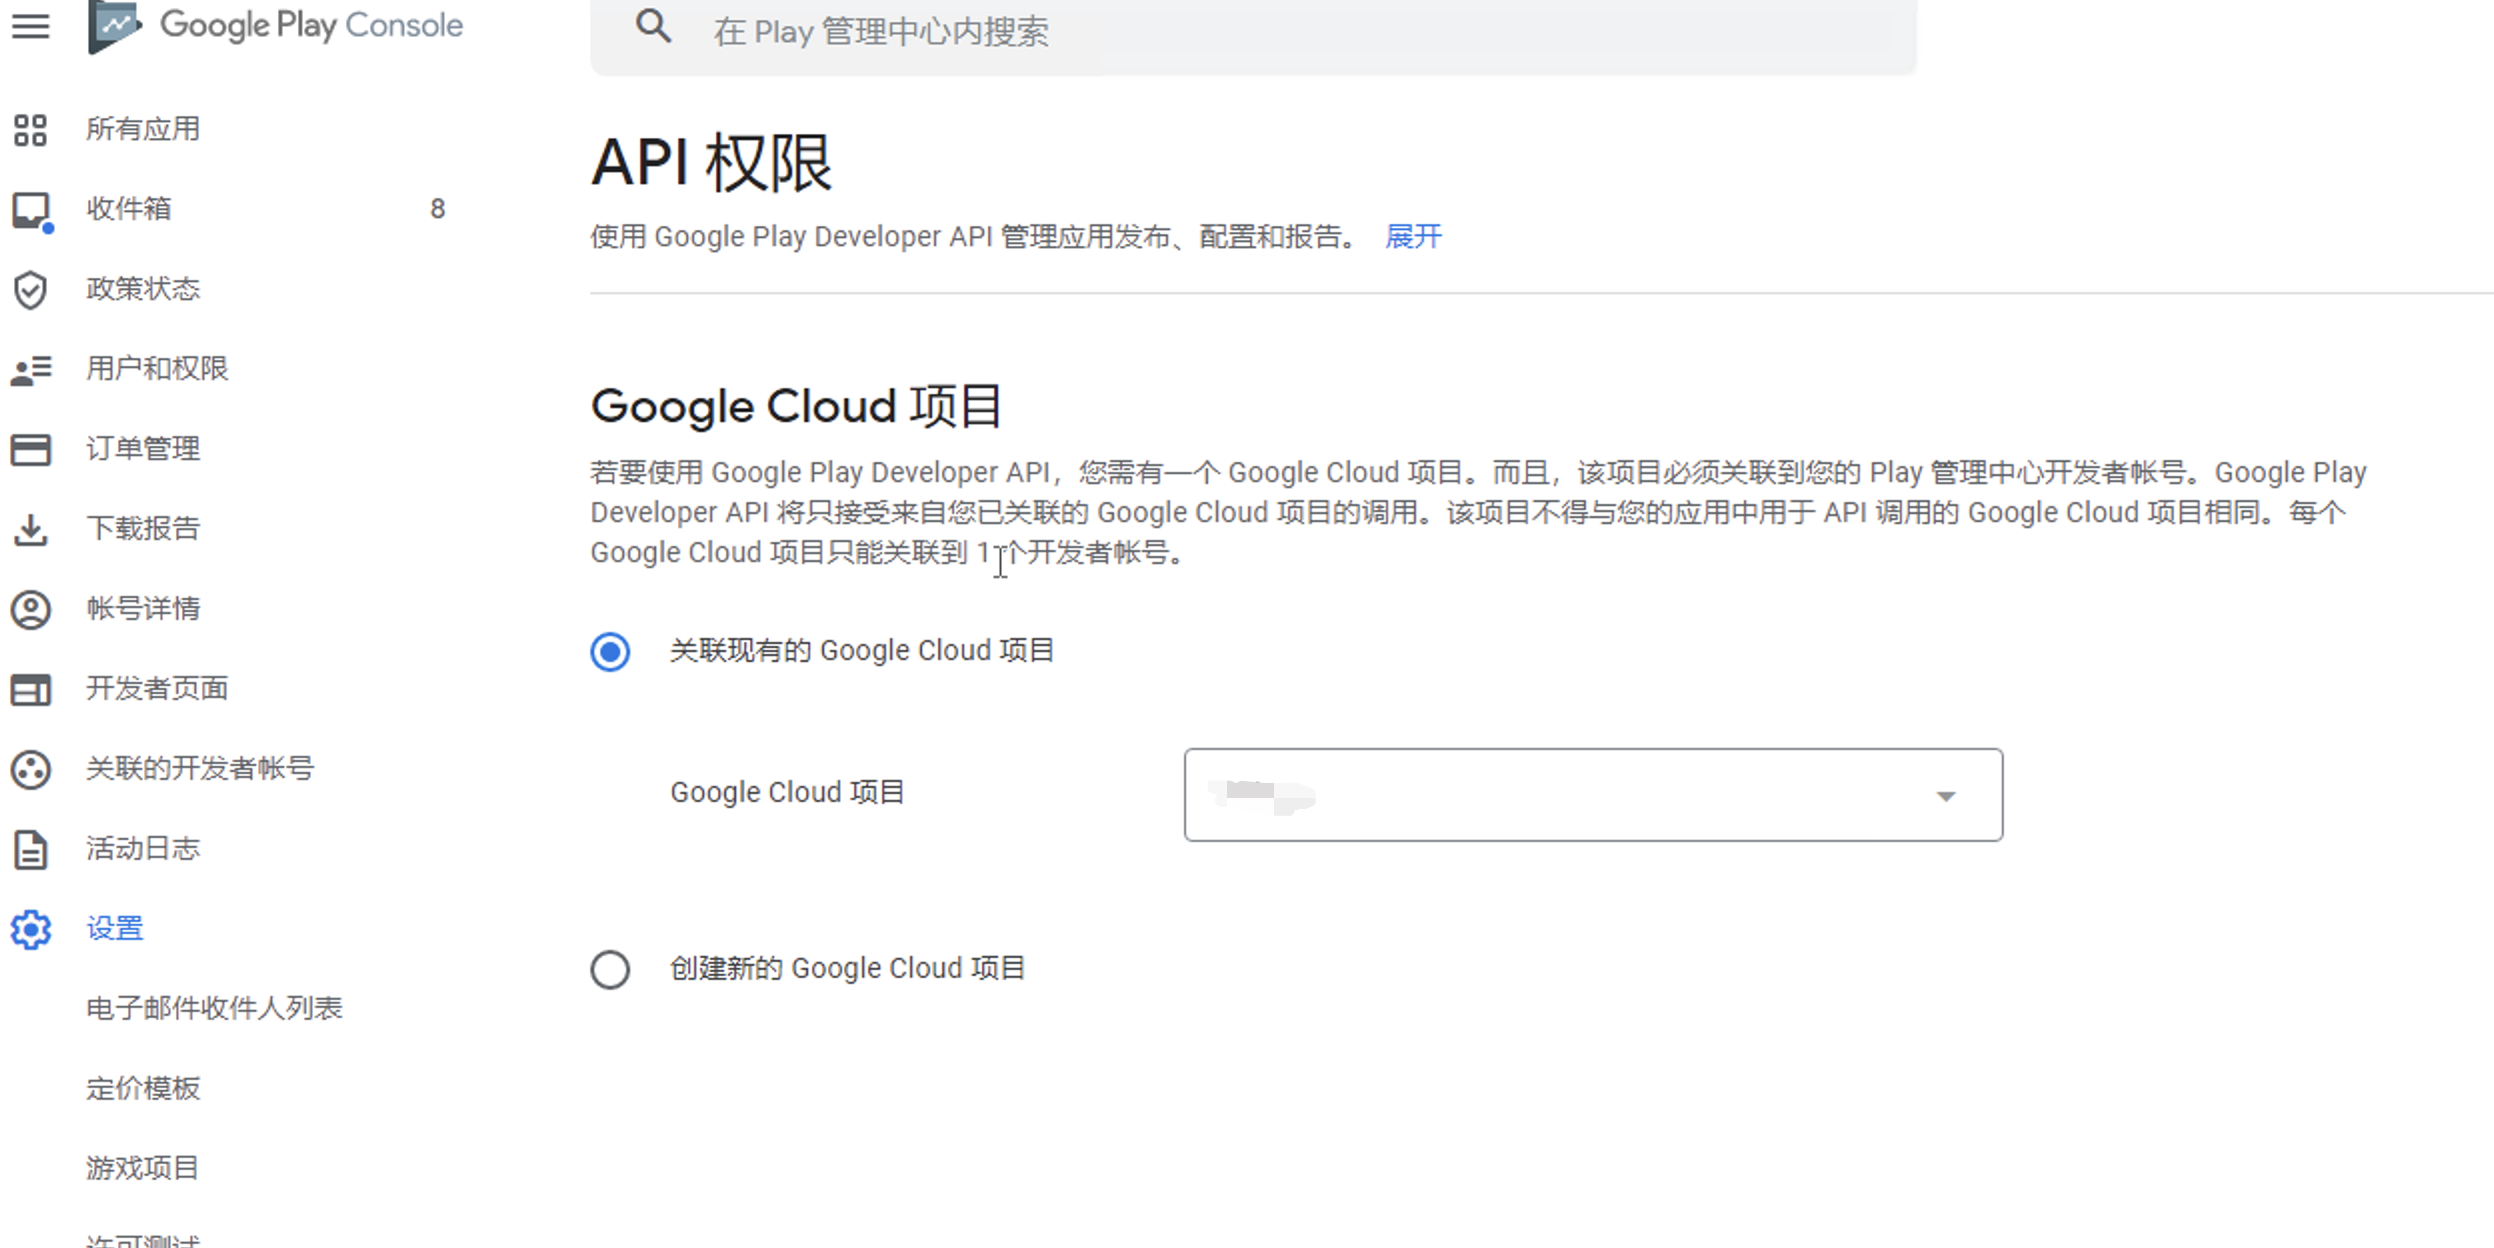 Google Play Console
在 Play 管理中心内搜索
所有应用
收件箱 8
政策状态
用户和权限
订单管理
下载报告
帐号详情
开发者页面
关联的开发者帐号
活动日志
设置
电子邮件收件人列表
定价模板
游戏项目
许可测试
API 权限
使用 Google Play Developer API 管理应用发布、配置和报告。 展开
Google Cloud 项目
若要使用 Google Play Developer API，您需有一个 Google Cloud 项目。而且，该项目必须关联到您的 Play 管理中心开发者帐号。Google Play
Developer API 将只接受来自您已关联的 Google Cloud 项目的调用。该项目不得与您的应用中用于 API 调用的 Google Cloud 项目相同。每个
Google Cloud 项目只能关联到 1 个开发者帐号。
关联现有的 Google Cloud 项目
Google Cloud 项目
创建新的 Google Cloud 项目